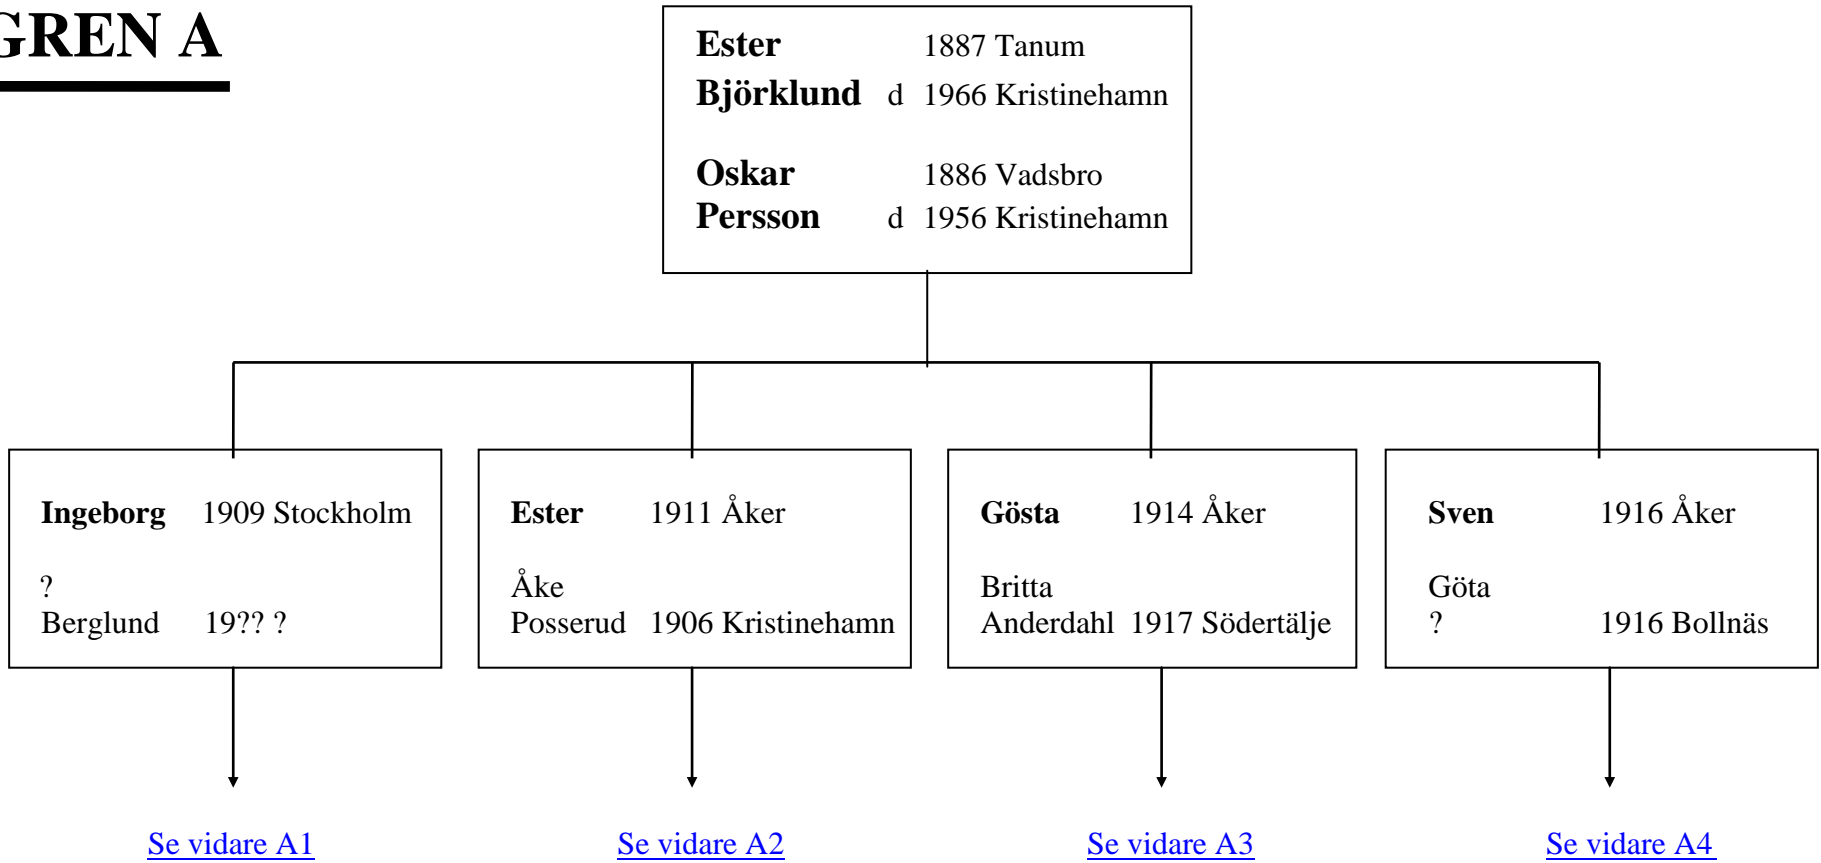 GREN A
Ester 1887 Tanum
Björklund d 1966 Kristinehamn
Oskar 1886 Vadsbro
Persson d 1956 Kristinehamn
Ingeborg 1909 Stockholm
?
Berglund 19?? ?
Ester 1911 Åker
Åke
Posserud 1906 Kristinehamn
Gösta 1914 Åker
Britta
Anderdahl 1917 Södertälje
Sven 1916 Åker
Göta
? 1916 Bollnäs
Se vidare A1
Se vidare A2
Se vidare A3
Se vidare A4